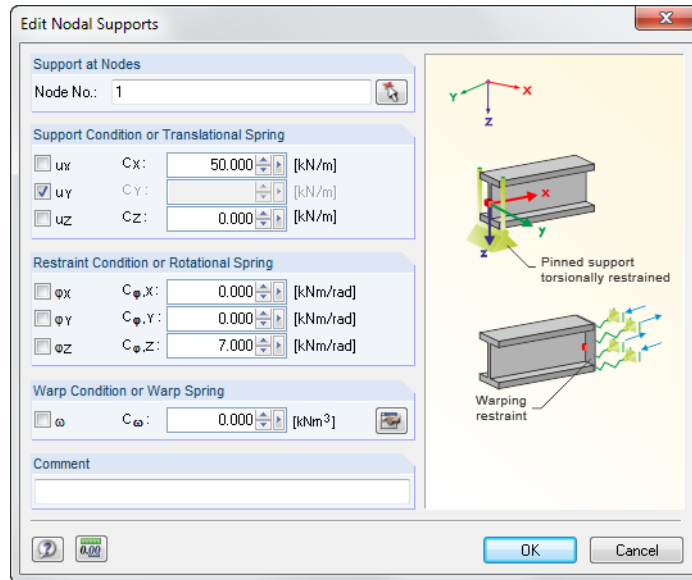 Edit Nodal Supports
Support at Nodes
Node No.: 1
Support Condition or Translational Spring
uX CX: 50.000 [kN/m]
uY CY: [kN/m]
uZ CZ: 0.000 [kN/m]
Restraint Condition or Rotational Spring
φX Cφ,X: 0.000 [kNm/rad]
φY Cφ,Y: 0.000 [kNm/rad]
φZ Cφ,Z: 7.000 [kNm/rad]
Warp Condition or Warp Spring
ω Cω: 0.000 [kNm³]
Comment
Y X
Z
x
y
z
Pinned support
torsionally restrained
Warping
restraint
0.00
OK Cancel